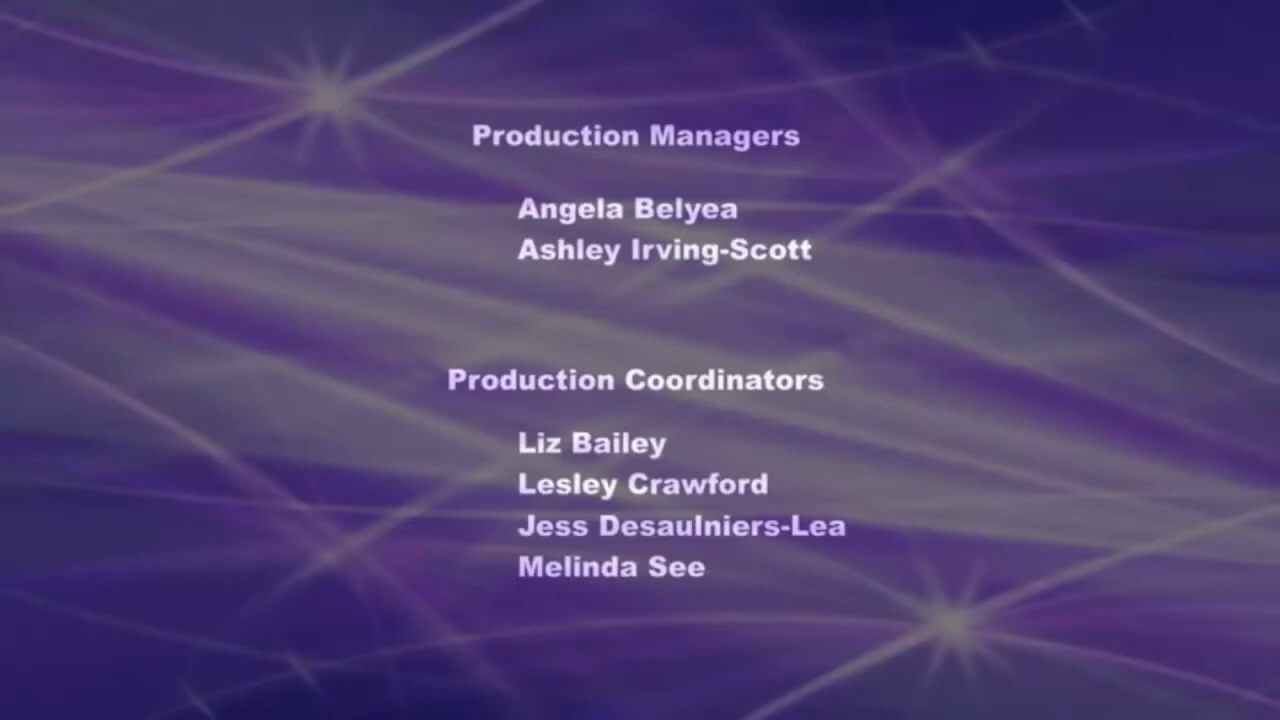 Production Managers
Angela Belyea
Ashley Irving-Scott
Production Coordinators
Liz Bailey
Lesley Crawford
Jess Desaulniers-Lea
Melinda See